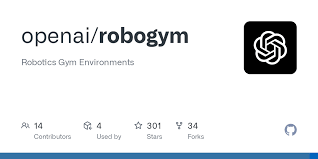 openai/robogym
Robotics Gym Environments
14
Contributors
4
Used by
301
Stars
34
Forks